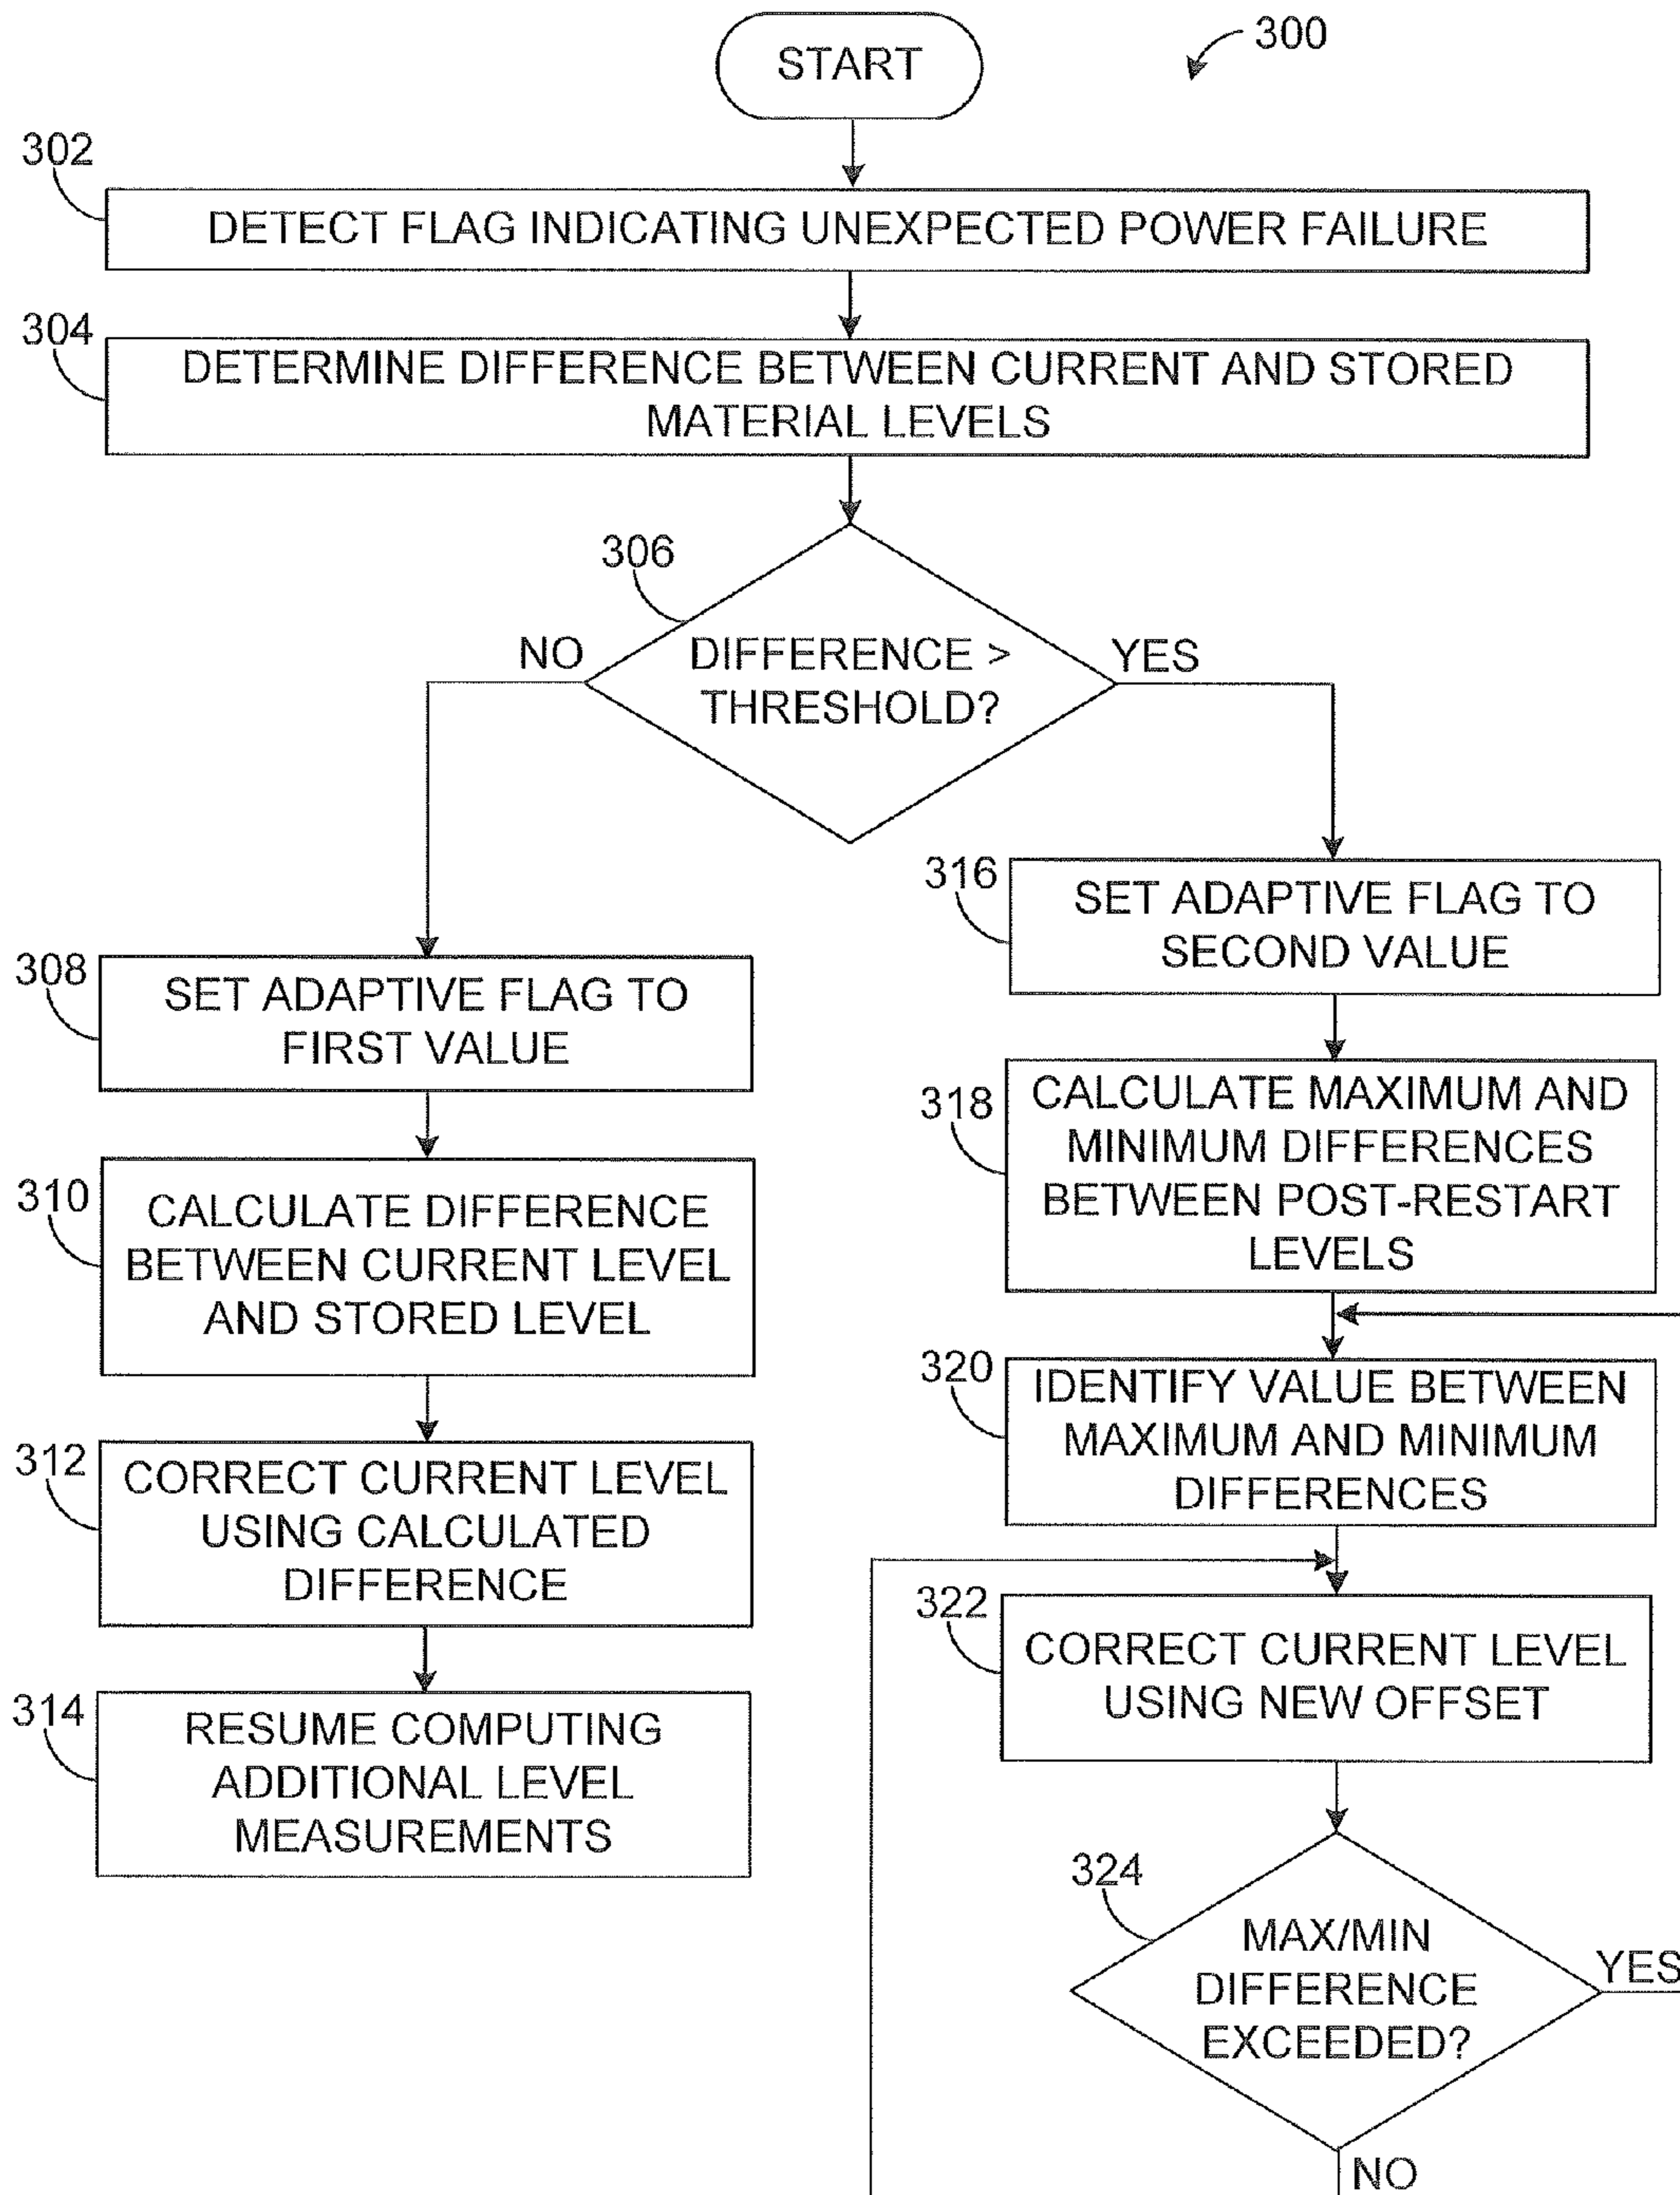 START
300
302
DETECT FLAG INDICATING UNEXPECTED POWER FAILURE
304
DETERMINE DIFFERENCE BETWEEN CURRENT AND STORED
MATERIAL LEVELS
306
NO
DIFFERENCE >
THRESHOLD?
YES
308
SET ADAPTIVE FLAG TO
FIRST VALUE
310
CALCULATE DIFFERENCE
BETWEEN CURRENT LEVEL
AND STORED LEVEL
312
CORRECT CURRENT LEVEL
USING CALCULATED
DIFFERENCE
314
RESUME COMPUTING
ADDITIONAL LEVEL
MEASUREMENTS
316
SET ADAPTIVE FLAG TO
SECOND VALUE
318
CALCULATE MAXIMUM AND
MINIMUM DIFFERENCES
BETWEEN POST-RESTART
LEVELS
320
IDENTIFY VALUE BETWEEN
MAXIMUM AND MINIMUM
DIFFERENCES
322
CORRECT CURRENT LEVEL
USING NEW OFFSET
324
MAX/MIN
DIFFERENCE
EXCEEDED?
YES
NO